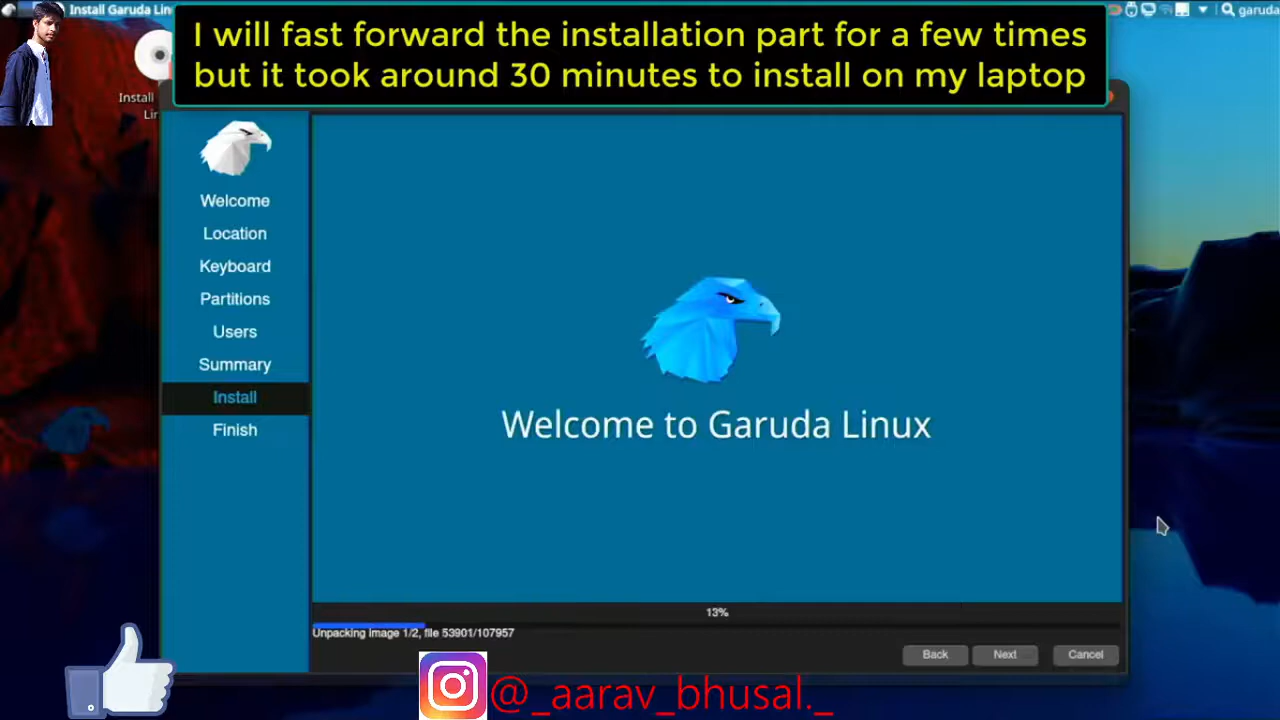 Install Garuda Lin
garuda
I will fast forward the installation part for a few times
but it took around 30 minutes to install on my laptop
Install
Lir
Welcome
Location
Keyboard
Partitions
Users
Summary
Install
Finish
Welcome to Garuda Linux
13%
Unpacking image 1/2, file 53901/107957
Back
Next
Cancel
@_aarav_bhusal._